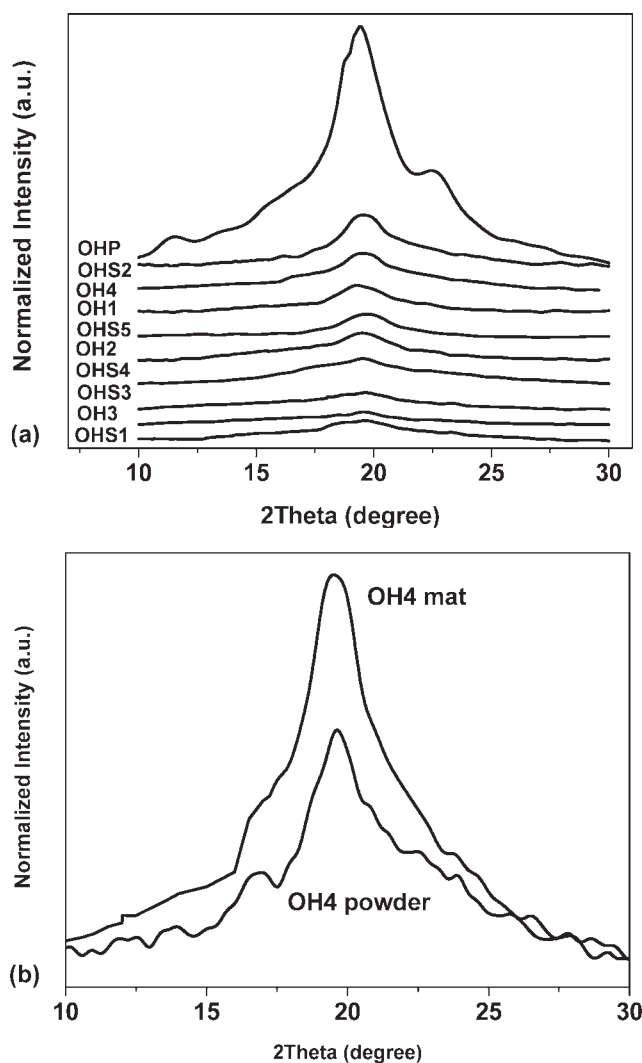 Normalized Intensity (a.u.)
OHP
OHS2
OH4
OH1
OHS5
OH2
OHS4
OHS3
OH3
OHS1
(a)
10 15 20 25 30
2Theta (degree)
Normalized Intensity (a.u.)
OH4 mat
OH4 powder
(b)
10 15 20 25 30
2Theta (degree)